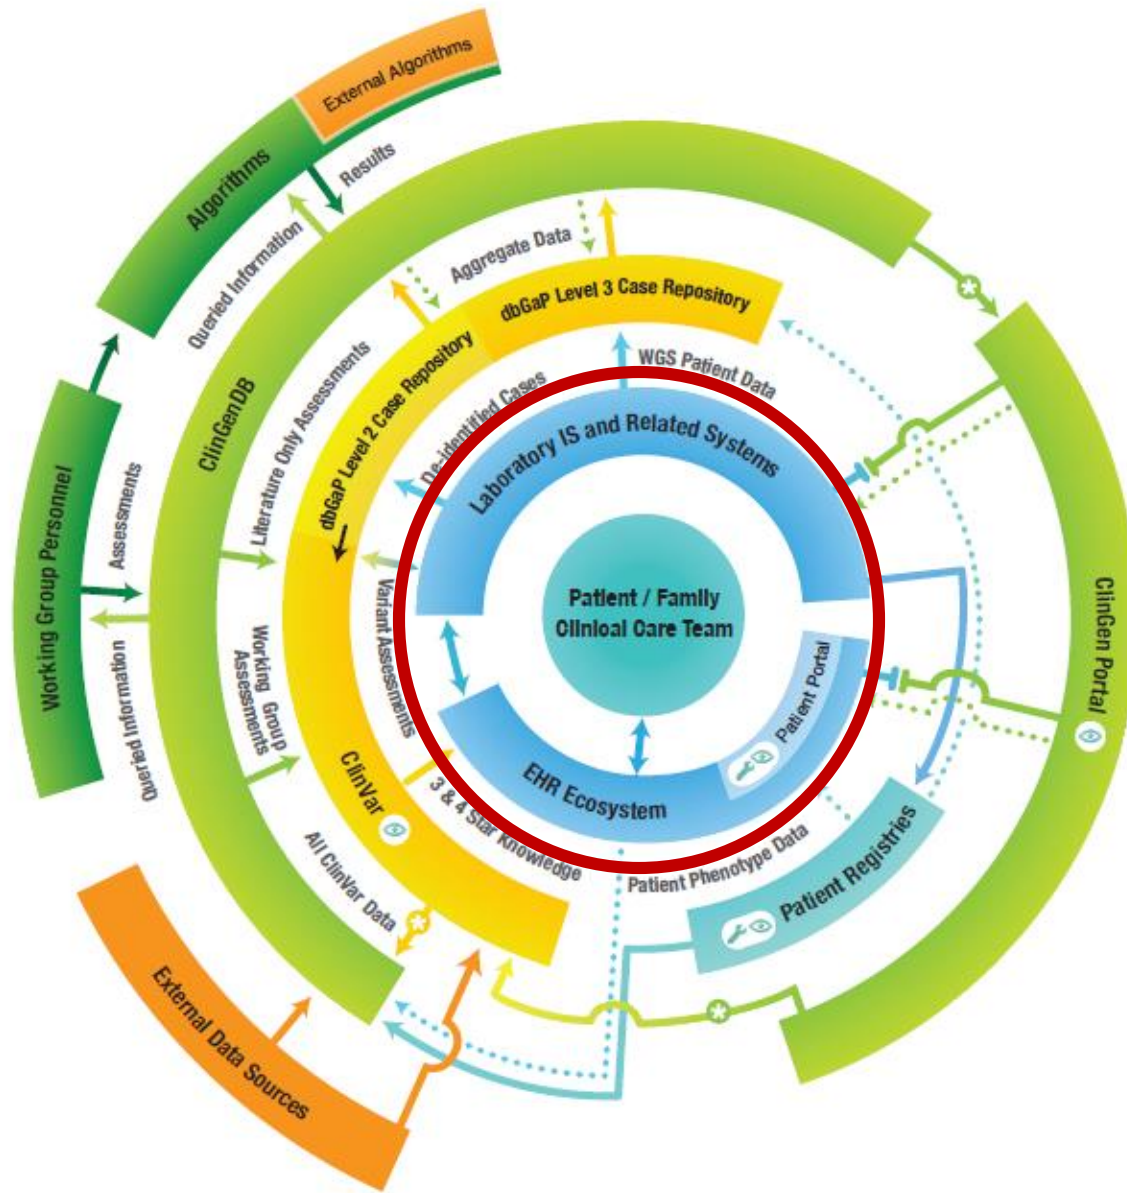 External Algorithms
Algorithms
Results
Queried Information
Aggregate Data
dbGaP Level 3 Case Repository
WGS Patient Data
ClinGenDB
Literature Only Assessments
dbGaP Level 2 Case Repository
De-identified Cases
Laboratory IS and Related Systems
Working Group Personnel
Assessments
Queried Information
Working Group
Assessments
Variant Assessments
Patient / Family
Clinical Care Team
Patient Portal
EHR Ecosystem
ClinVar
3 & 4 Star Knowledge
All ClinVar Data
Patient Phenotype Data
Patient Registries
ClinGen Portal
External Data Sources